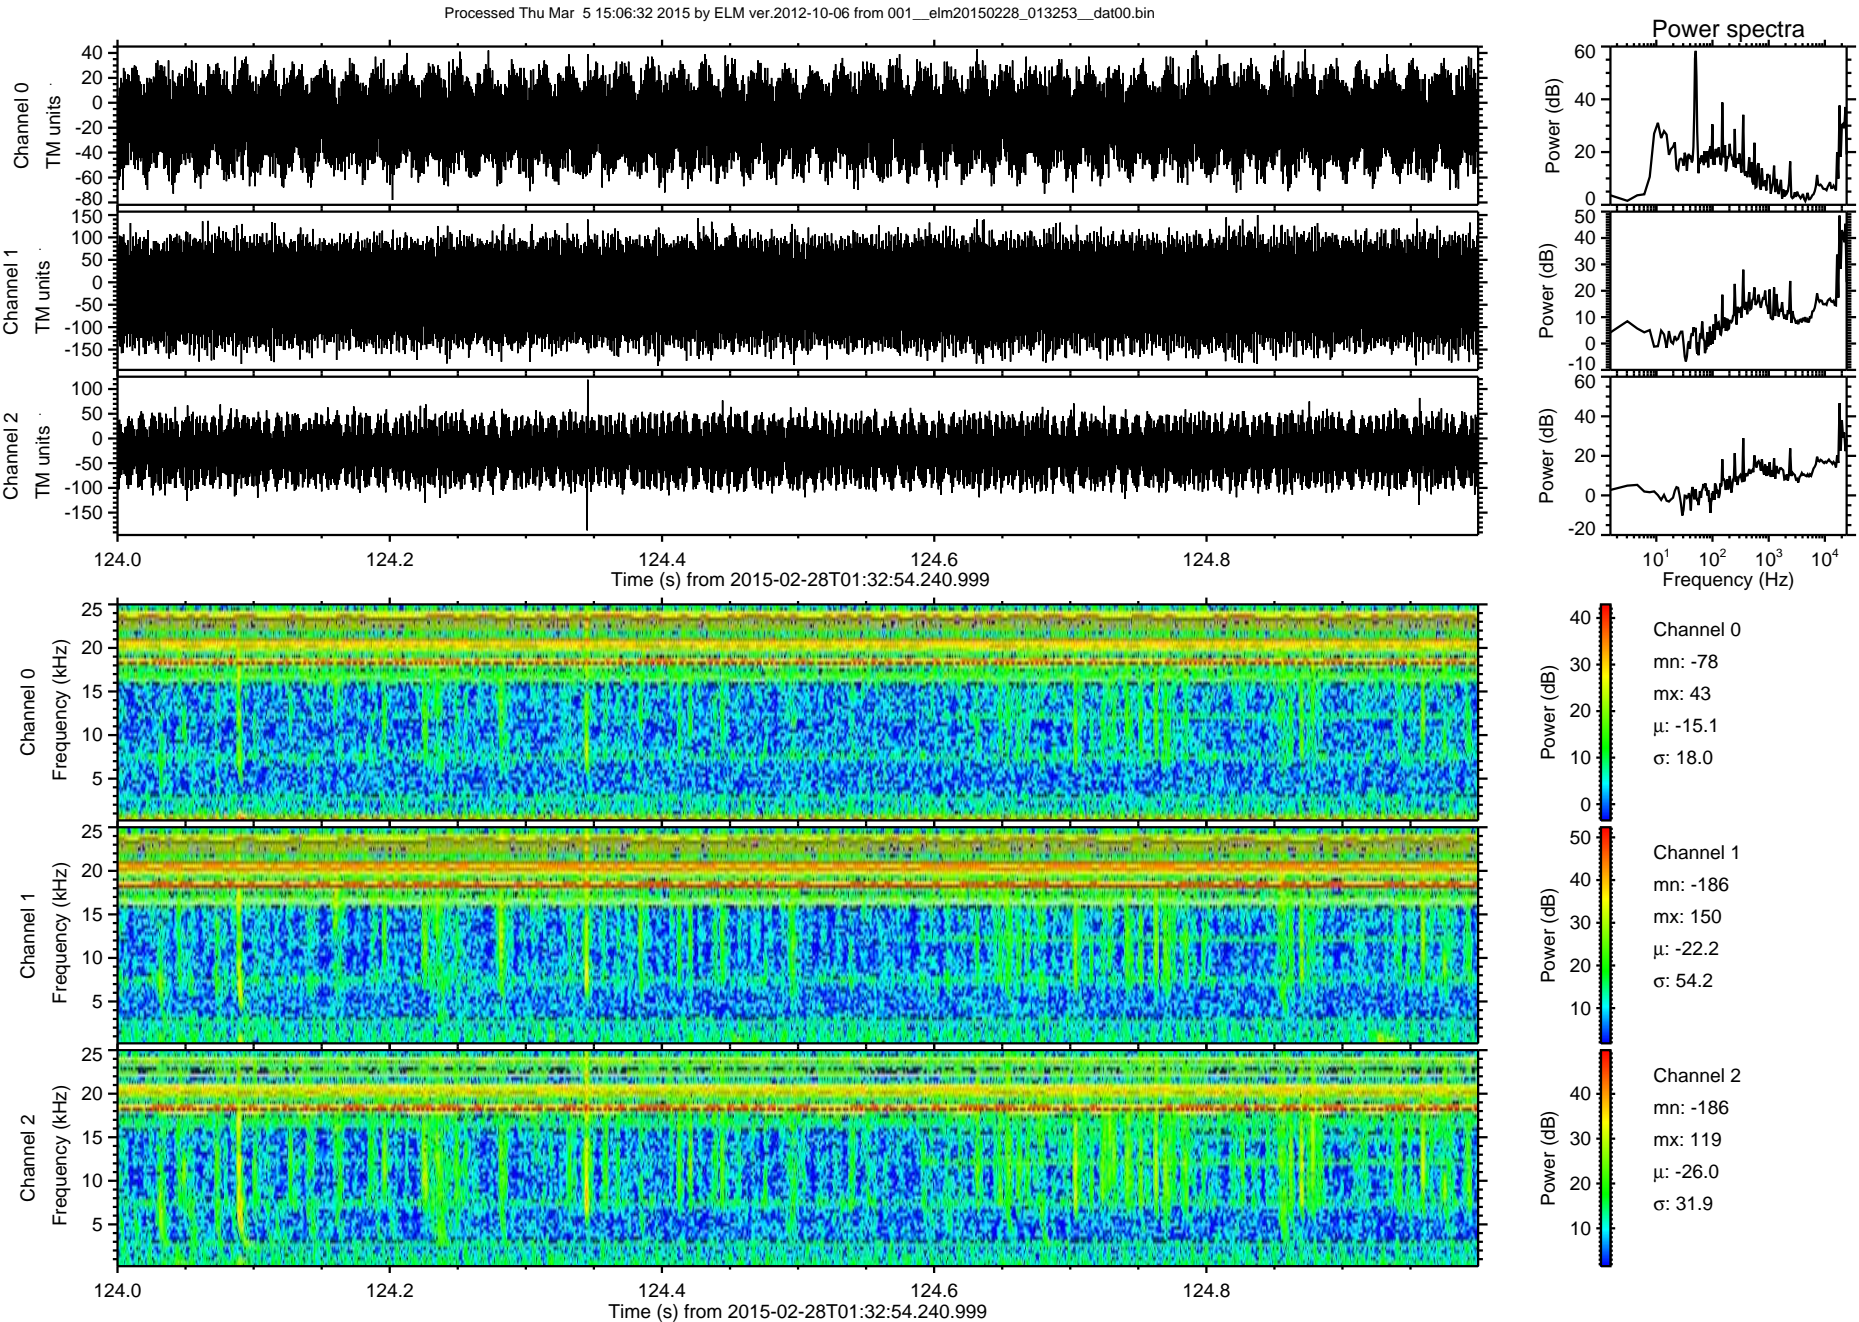 Processed Thu Mar  5 15:06:32 2015 by ELM ver.2012-10-06 from 001__elm20150228_013253__dat00.bin
Power spectra
Channel 0
TM units
40
20
0
-20
-40
-60
-80
Power (dB)
60
40
20
0
Channel 1
TM units
150
100
50
0
-50
-100
-150
Power (dB)
50
40
30
20
10
0
-10
Channel 2
TM units
100
50
0
-50
-100
-150
Power (dB)
60
40
20
0
-20
124.0 124.2 124.4 124.6 124.8
Time (s) from 2015-02-28T01:32:54.240.999
10¹ 10² 10³ 10⁴
Frequency (Hz)
Channel 0
Frequency (kHz)
25
20
15
10
5
Power (dB)
40
30
20
10
0
Channel 0
mn: -78
mx: 43
μ: -15.1
σ: 18.0
Channel 1
Frequency (kHz)
25
20
15
10
5
Power (dB)
50
40
30
20
10
Channel 1
mn: -186
mx: 150
μ: -22.2
σ: 54.2
Channel 2
Frequency (kHz)
25
20
15
10
5
Power (dB)
40
30
20
10
Channel 2
mn: -186
mx: 119
μ: -26.0
σ: 31.9
124.0 124.2 124.4 124.6 124.8
Time (s) from 2015-02-28T01:32:54.240.999